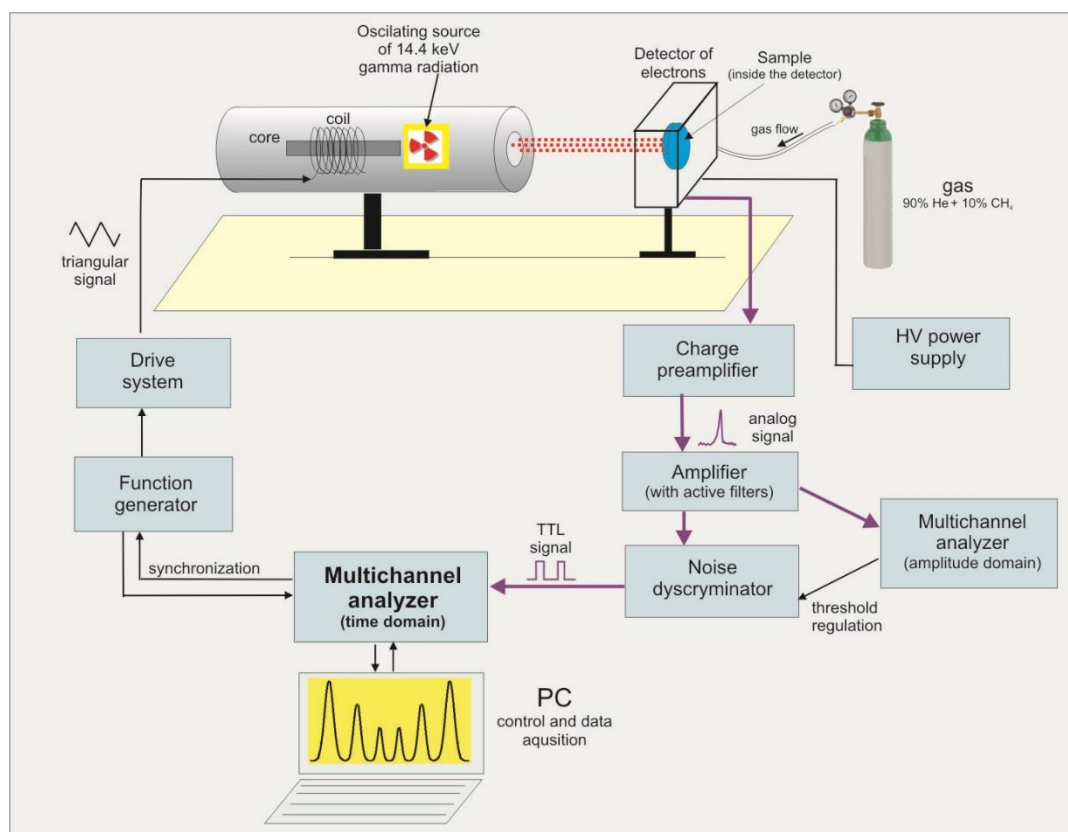 Oscilating source
of 14.4 keV
gamma radiation
Detector of
electrons
Sample
(inside the detector)
coil
core
gas flow
gas
90% He + 10% CH₄
triangular
signal
Drive
system
Charge
preamplifier
HV power
supply
analog
signal
Function
generator
Amplifier
(with active filters)
Multichannel
analyzer
(amplitude domain)
TTL
signal
synchronization
Multichannel
analyzer
(time domain)
Noise
dyscryminator
threshold
regulation
PC
control and data
aqusition